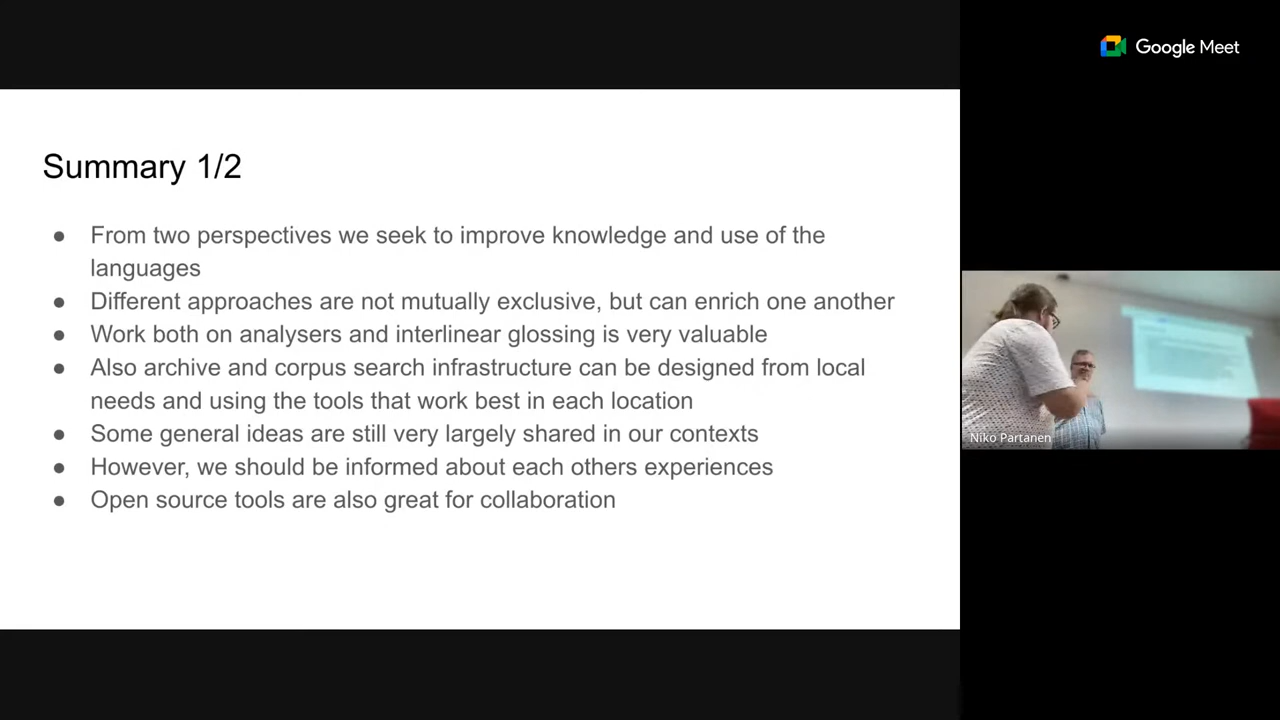 Google Meet
Summary 1/2
● From two perspectives we seek to improve knowledge and use of the
languages
● Different approaches are not mutually exclusive, but can enrich one another
● Work both on analysers and interlinear glossing is very valuable
● Also archive and corpus search infrastructure can be designed from local
needs and using the tools that work best in each location
● Some general ideas are still very largely shared in our contexts
● However, we should be informed about each others experiences
● Open source tools are also great for collaboration
Niko Partanen